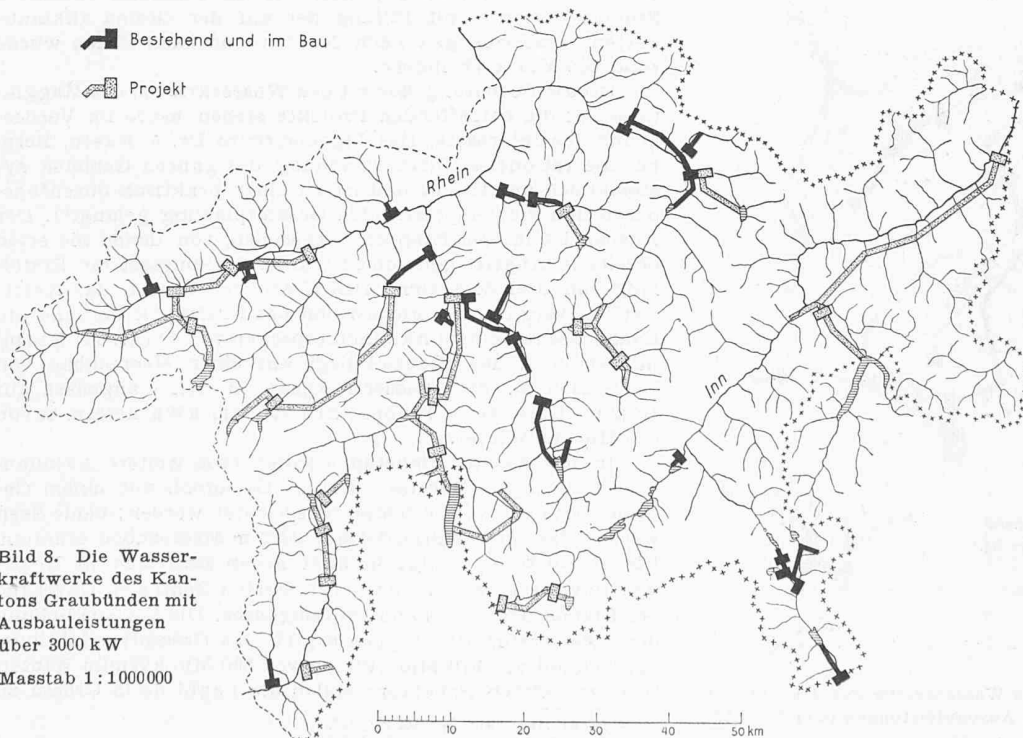 Bestehend und im Bau
Projekt
Rhein
Inn
Bild 8. Die Wasser-
kraftwerke des Kan-
tons Graubünden mit
Ausbauleistungen
über 3000 kW
Masstab 1:1000000
0 10 20 30 40 50 km